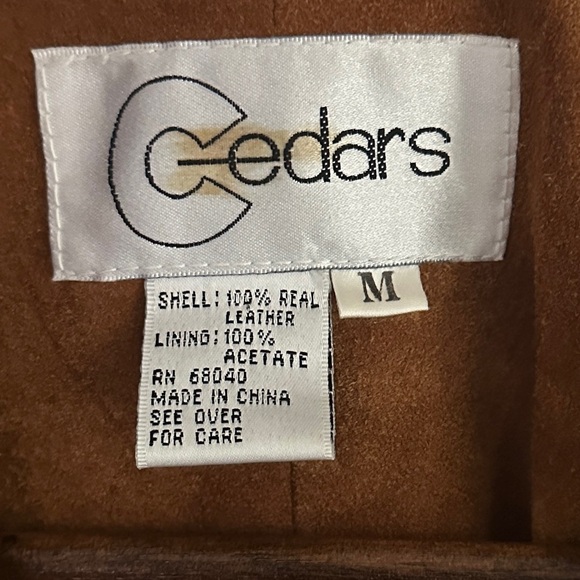 Cedars
M
SHELL: 100% REAL
LEATHER
LINING: 100%
ACETATE
RN 68040
MADE IN CHINA
SEE OVER
FOR CARE